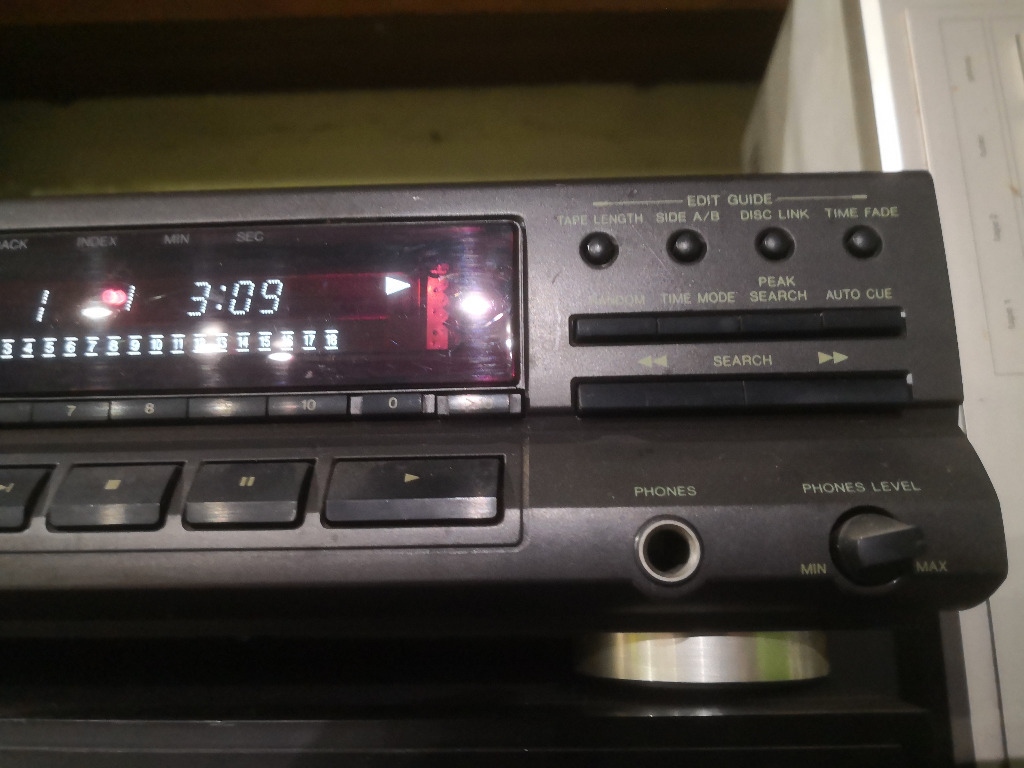 EDIT GUIDE
TAPE LENGTH SIDE A/B DISC LINK TIME FADE
INDEX MIN SEC
1 1 3:09
RANDOM TIME MODE PEAK SEARCH AUTO CUE
3 4 5 6 7 8 9 10 11 12 13 14 15 16 17 18
SEARCH
7 8 9 10 0
PHONES PHONES LEVEL
MIN MAX